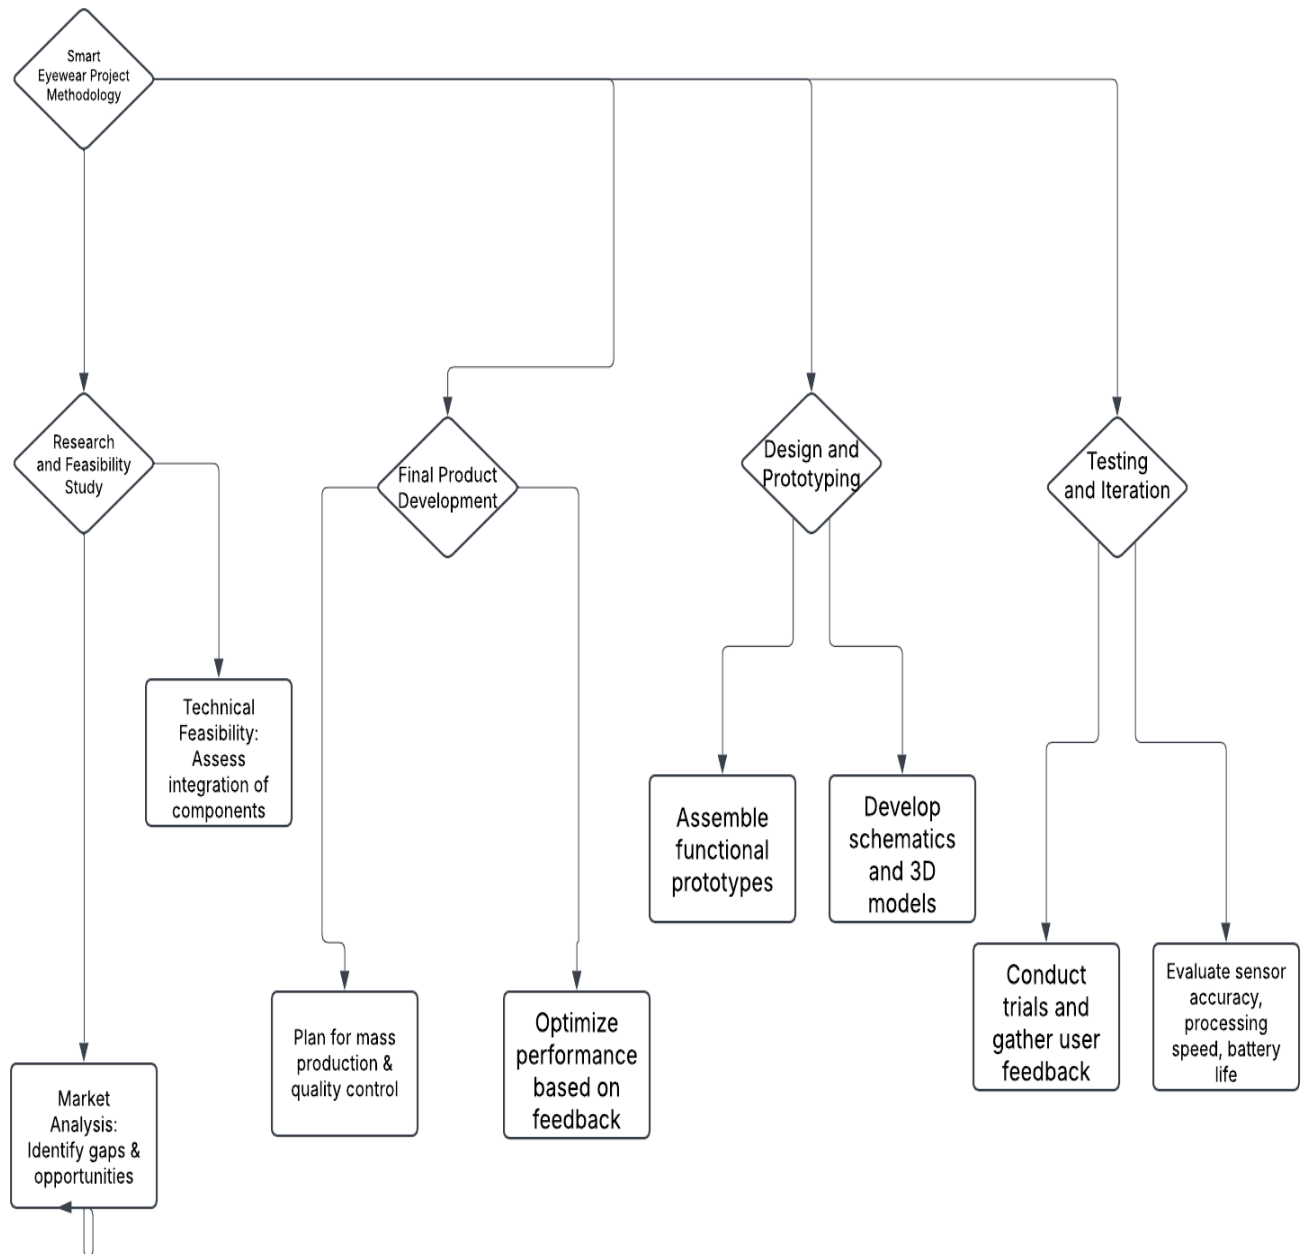 Smart
Eyewear Project
Methodology
Research
and Feasibility
Study
Final Product
Development
Design and
Prototyping
Testing
and Iteration
Technical
Feasibility:
Assess
integration of
components
Assemble
functional
prototypes
Develop
schematics
and 3D
models
Conduct
trials and
gather user
feedback
Evaluate sensor
accuracy,
processing
speed, battery
life
Plan for mass
production &
quality control
Optimize
performance
based on
feedback
Market
Analysis:
Identify gaps &
opportunities